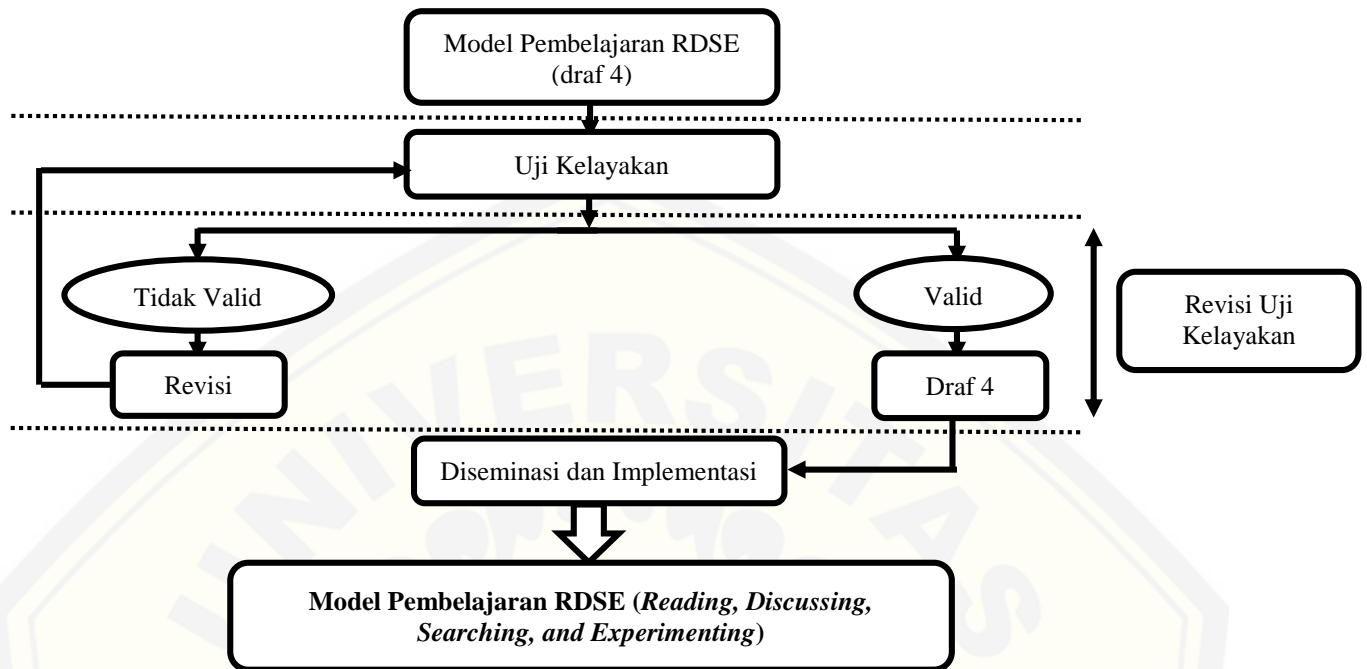 Model Pembelajaran RDSE
(draf 4)
Uji Kelayakan
Tidak Valid
Valid
Revisi Uji
Kelayakan
Revisi
Draf 4
Diseminasi dan Implementasi
Model Pembelajaran RDSE (Reading, Discussing,
Searching, and Experimenting)
UNIVERSITAS